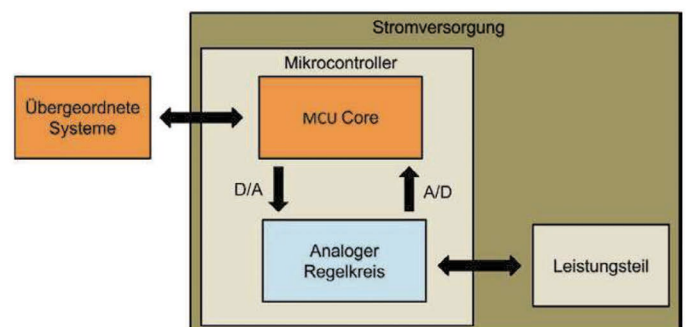 Stromversorgung
Mikrocontroller
Übergeordnete
Systeme
MCU Core
D/A
A/D
Analoger
Regelkreis
Leistungsteil